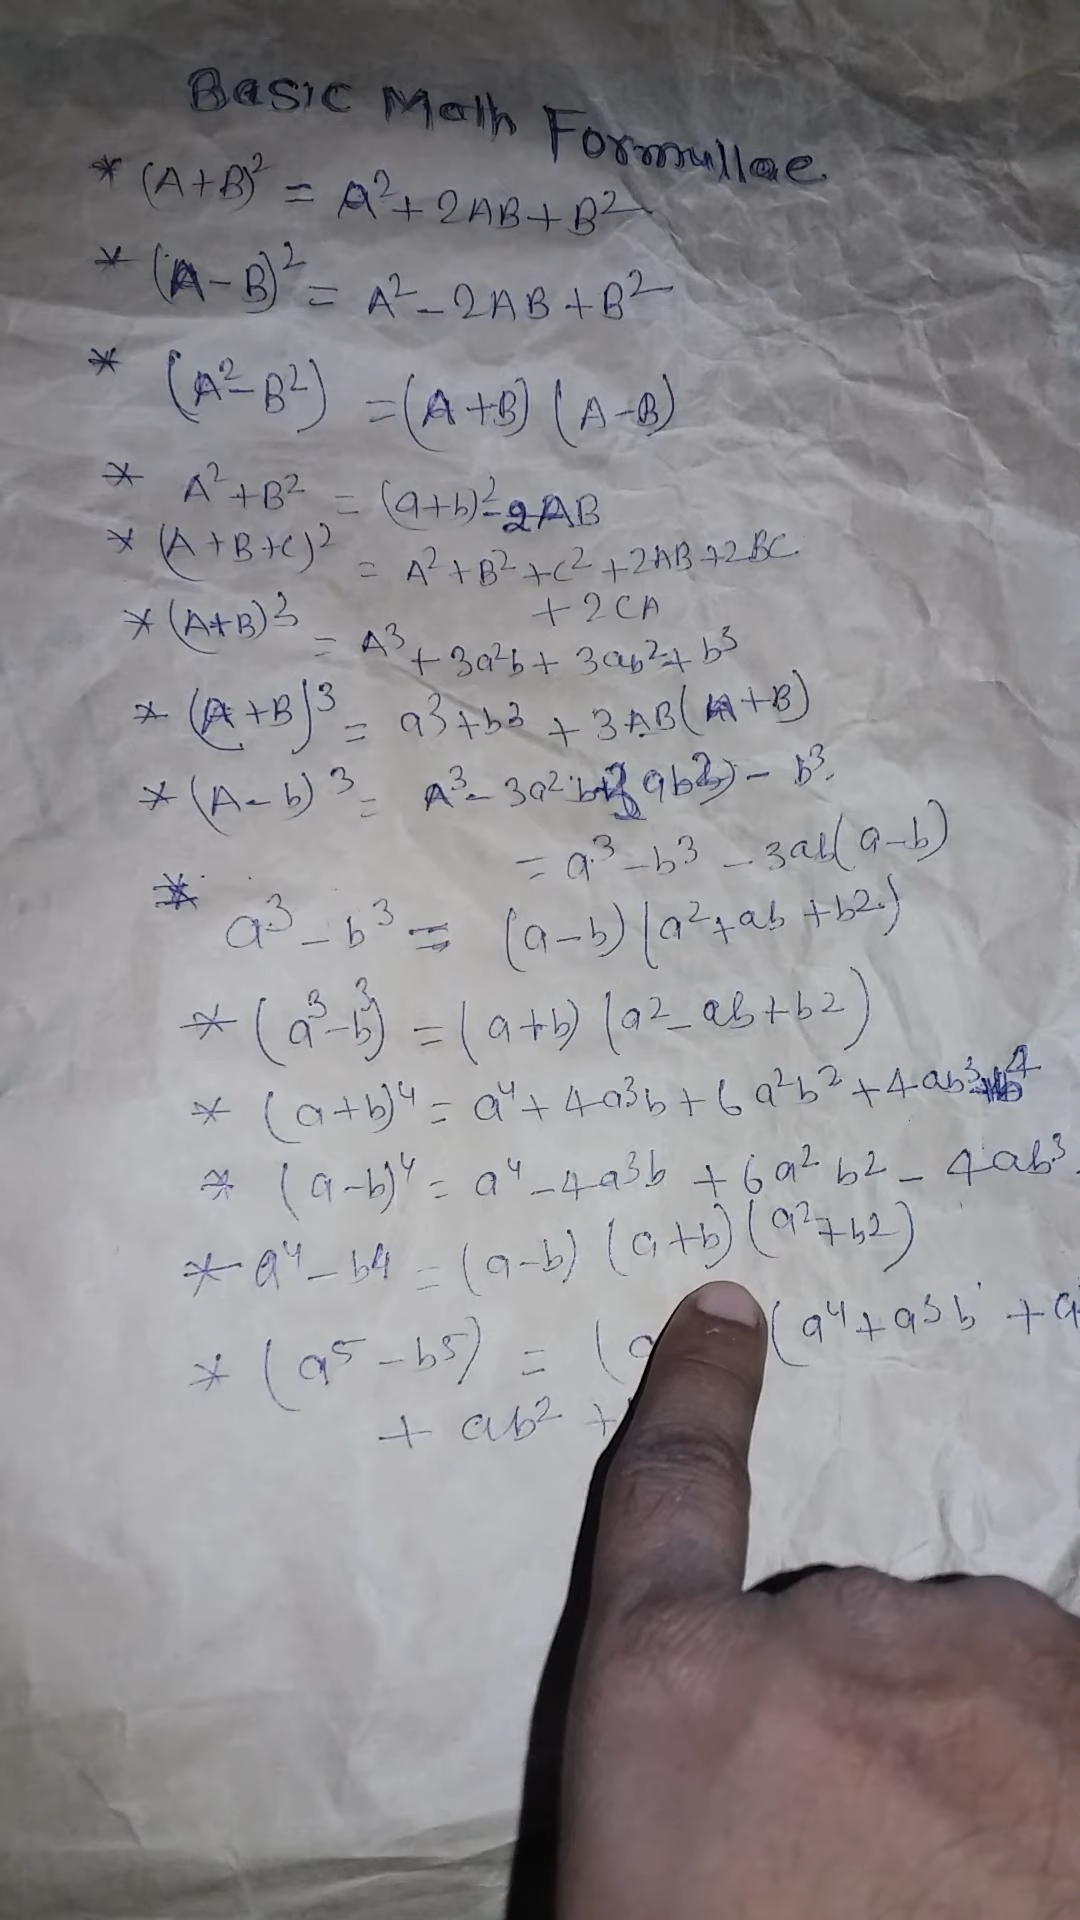 Basic Math Formullae
* (A+B)² = A²+2AB+B²
* (A-B)² = A²-2AB+B²
* (A²-B²) = (A+B) (A-B)
* A²+B² = (a+b)²-2AB
* (A+B+C)² = A²+B²+C²+2AB+2BC
+ 2CA
* (A+B)³ = A³+3a²b+3ab²+b³
* (A+B)³ = a³+b³ + 3AB(A+B)
* (A-b)³ = A³-3a²b+3ab²)-b³.
= a³-b³-3ab(a-b)
* a³-b³ = (a-b)(a²+ab+b2)
* (a³-b³) = (a+b)(a2-ab+b2)
* (a+b)⁴ = a⁴+4a³b+6a²b²+4ab³+b⁴
* (a-b)⁴ = a⁴-4a³b+6a²b2-4ab³
* a⁴-b4 = (a-b)(a+b)(a²+b2)
* (a⁵-b⁵) = (a (a⁴+a³b+a
+ ab² +